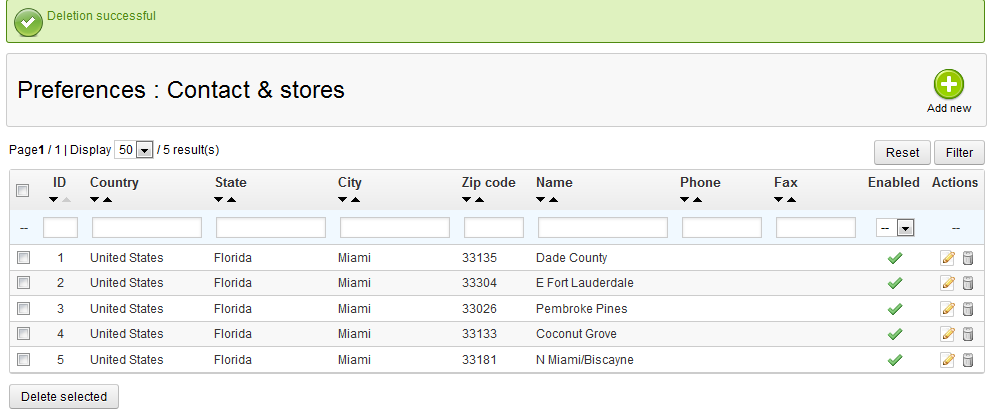 Deletion successful
Preferences : Contact & stores
Add new
Page1 / 1 | Display 50 / 5 result(s)
Reset Filter
ID Country State City Zip code Name Phone Fax Enabled Actions
-- -- --
1 United States Florida Miami 33135 Dade County
2 United States Florida Miami 33304 E Fort Lauderdale
3 United States Florida Miami 33026 Pembroke Pines
4 United States Florida Miami 33133 Coconut Grove
5 United States Florida Miami 33181 N Miami/Biscayne
Delete selected